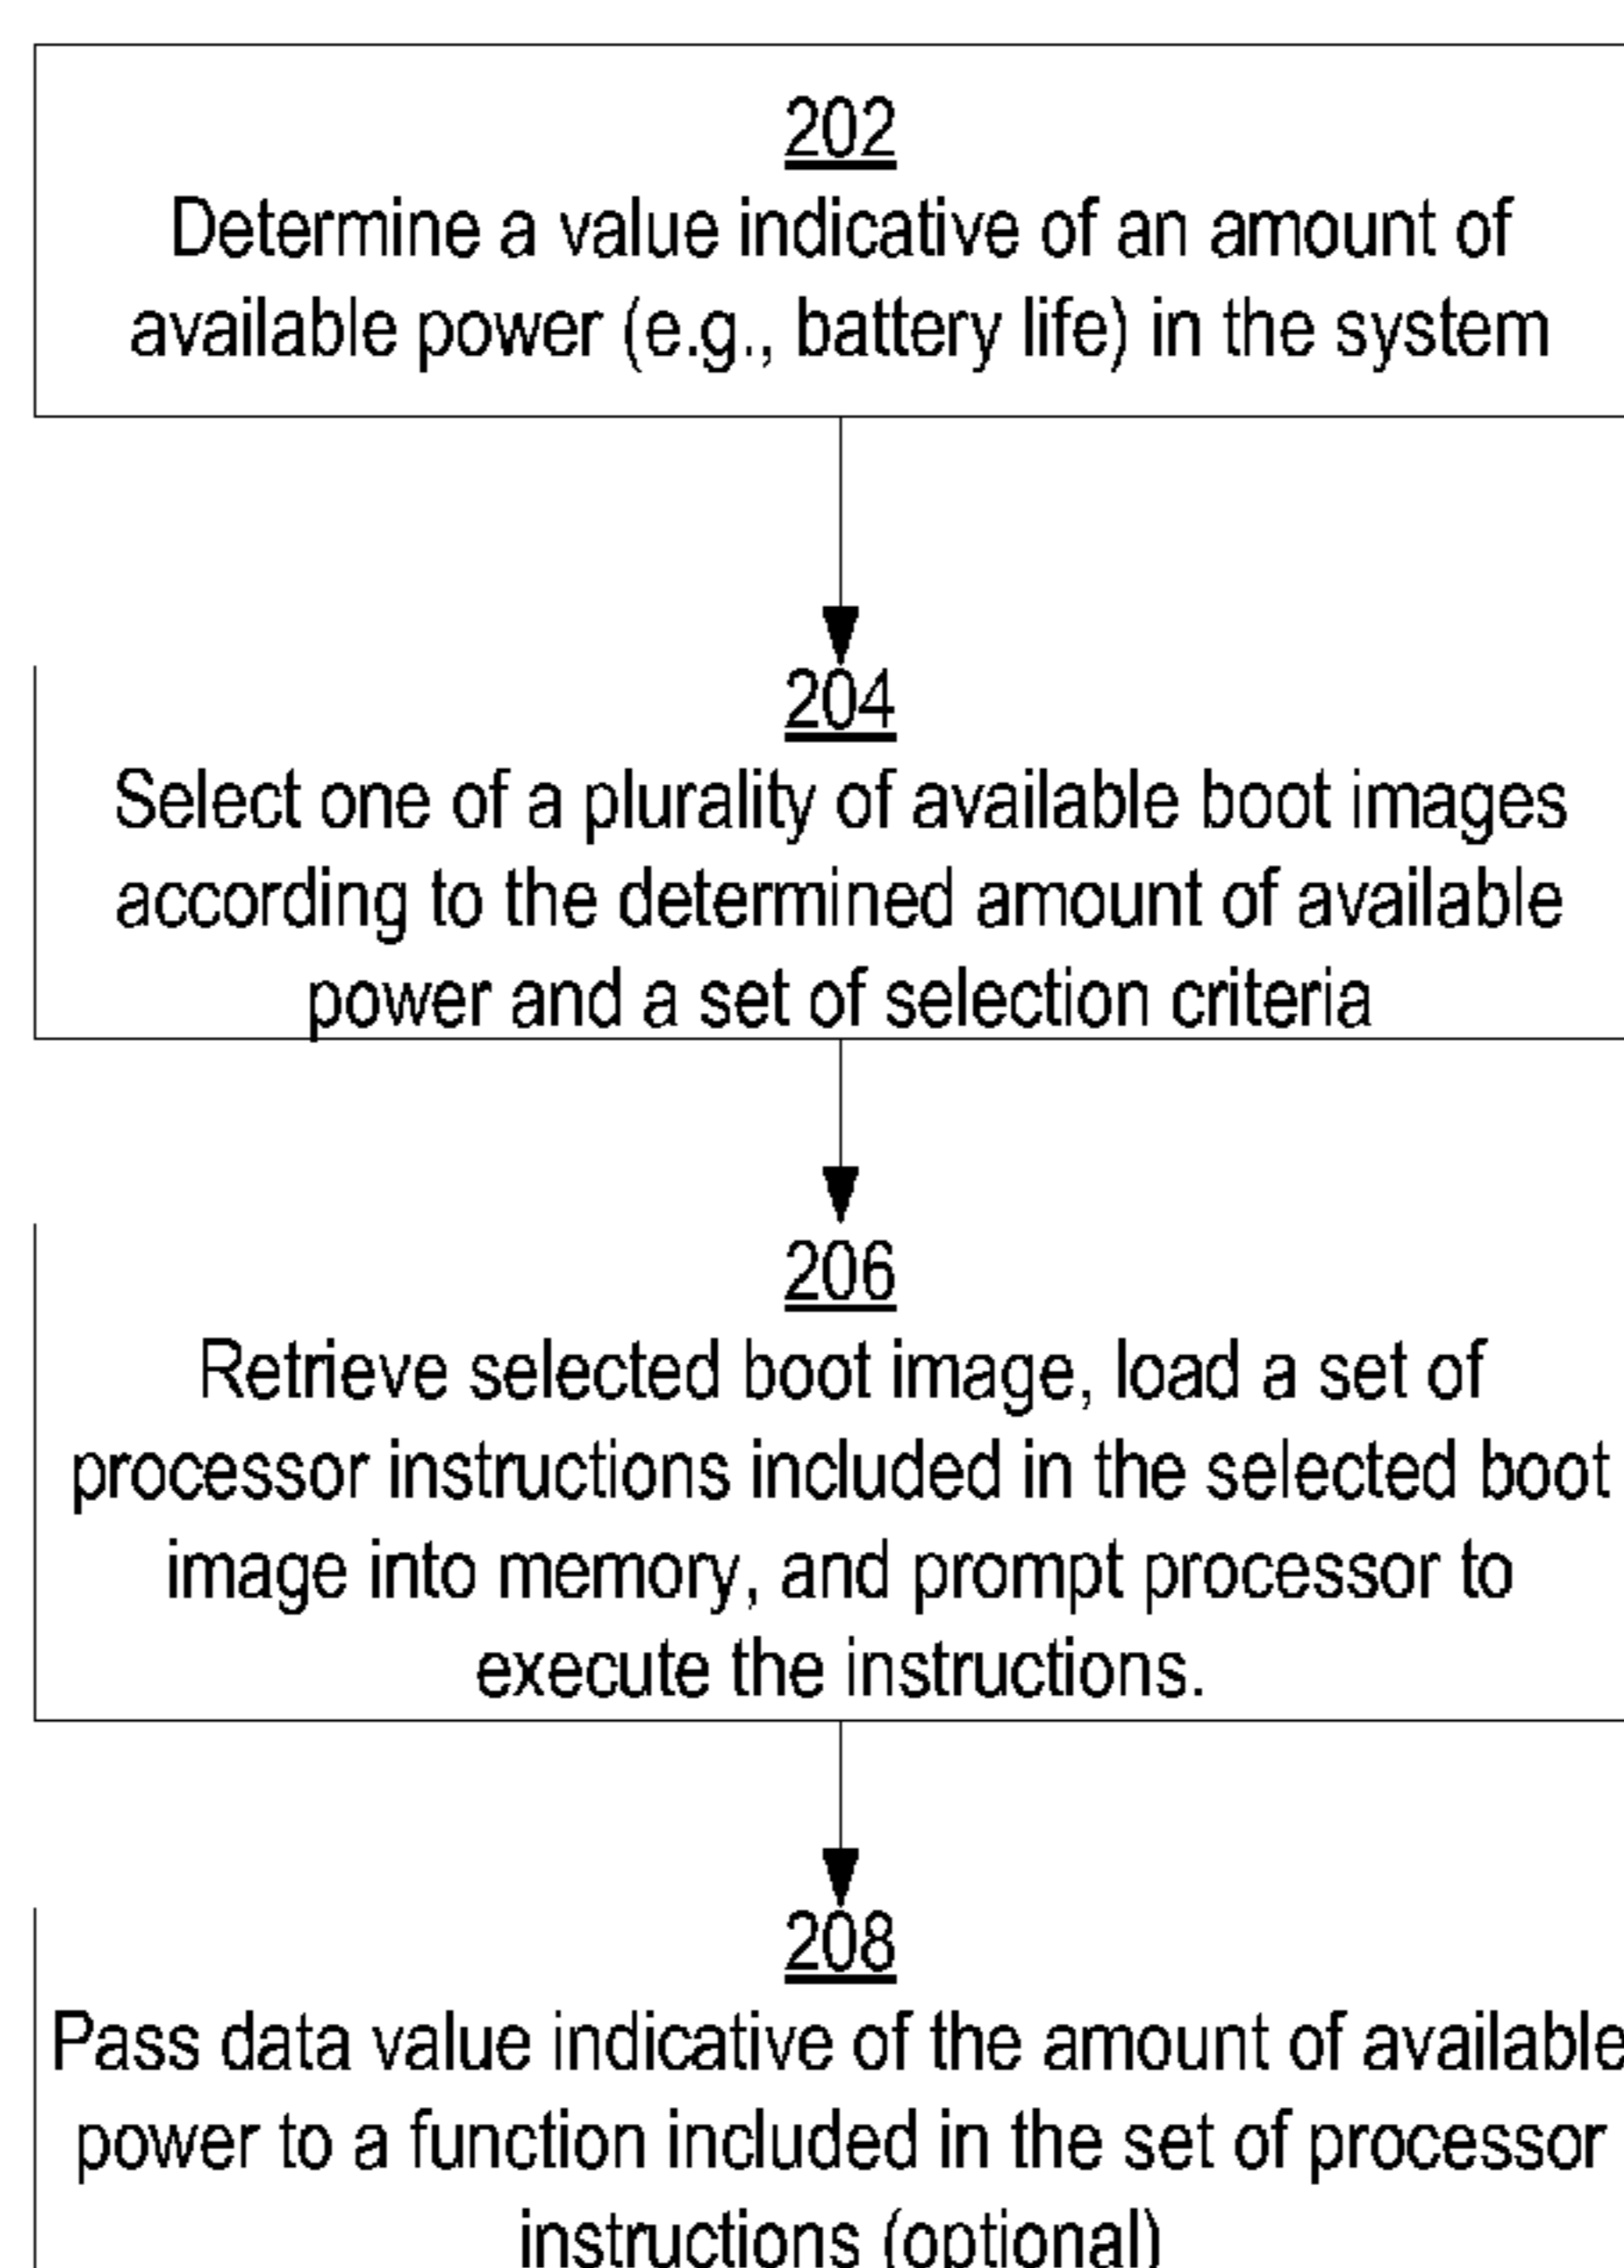 202
Determine a value indicative of an amount of
available power (e.g., battery life) in the system
204
Select one of a plurality of available boot images
according to the determined amount of available
power and a set of selection criteria
206
Retrieve selected boot image, load a set of
processor instructions included in the selected boot
image into memory, and prompt processor to
execute the instructions.
208
Pass data value indicative of the amount of available
power to a function included in the set of processor
instructions (optional)